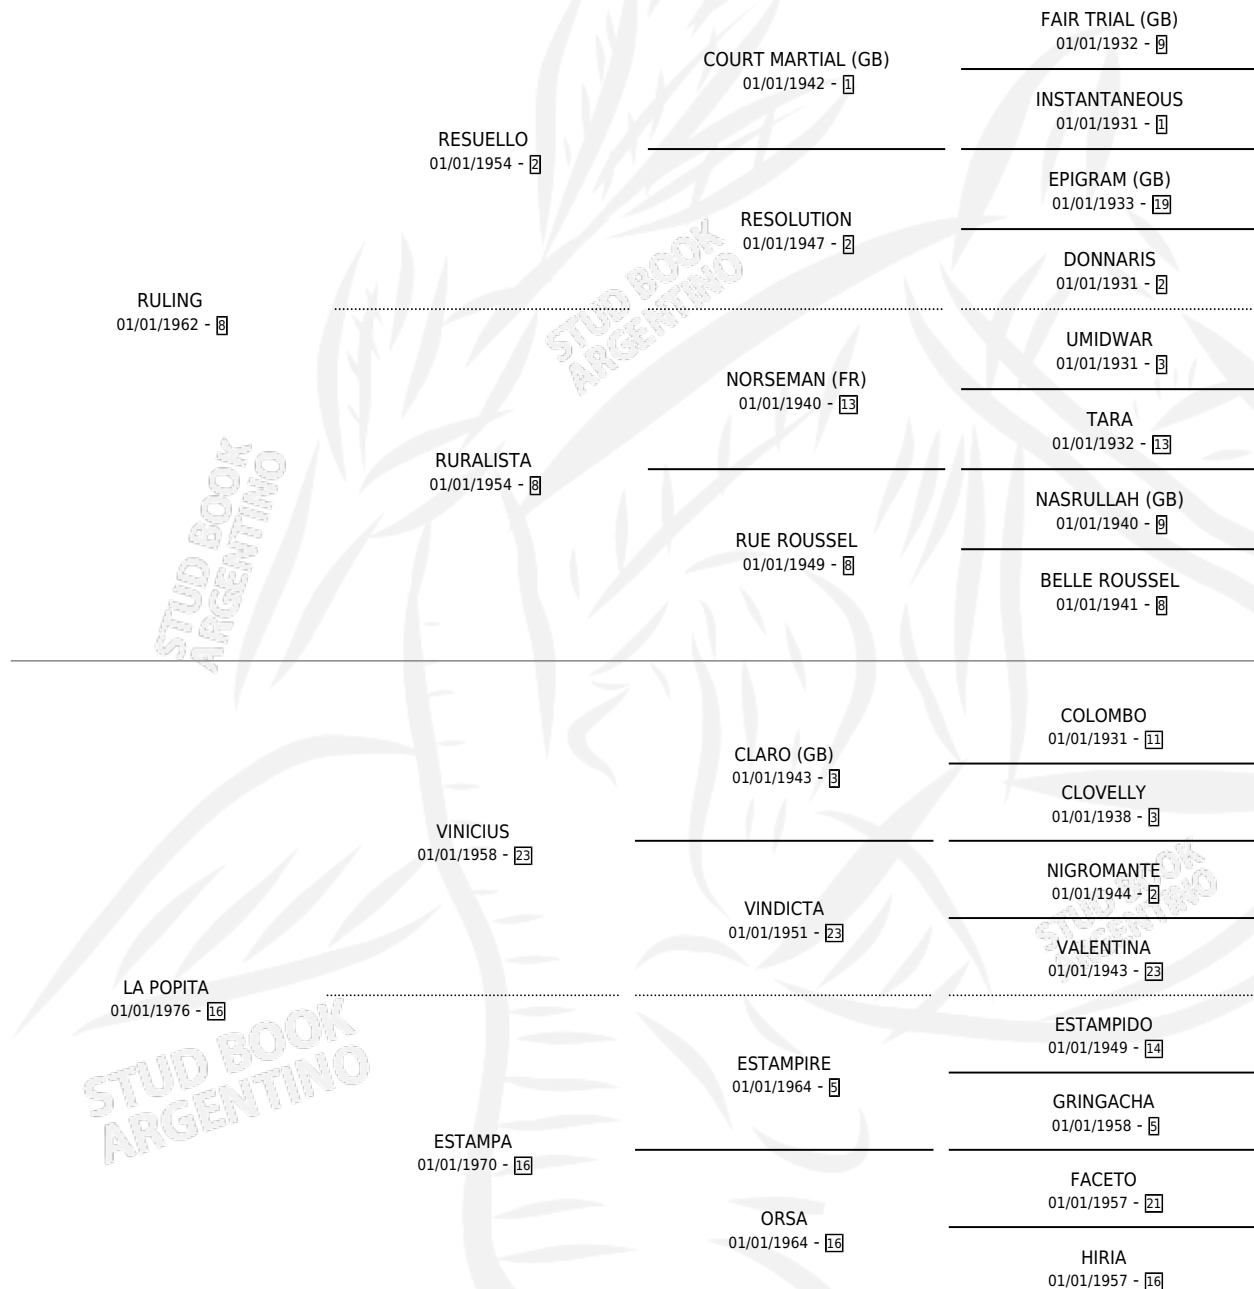 FAIR TRIAL (GB)
01/01/1932 - 9
COURT MARTIAL (GB)
01/01/1942 - 1
INSTANTANEOUS
01/01/1931 - 1
RESUELLO
01/01/1954 - 2
EPIGRAM (GB)
01/01/1933 - 19
RESOLUTION
01/01/1947 - 2
DONNARIS
01/01/1931 - 2
RULING
01/01/1962 - 8
UMIDWAR
01/01/1931 - 3
NORSEMAN (FR)
01/01/1940 - 13
TARA
01/01/1932 - 13
RURALISTA
01/01/1954 - 8
NASRULLAH (GB)
01/01/1940 - 9
RUE ROUSSEL
01/01/1949 - 8
BELLE ROUSSEL
01/01/1941 - 8
COLOMBO
01/01/1931 - 11
CLARO (GB)
01/01/1943 - 3
CLOVELLY
01/01/1938 - 3
VINICIUS
01/01/1958 - 23
NIGROMANTE
01/01/1944 - 2
VINDICTA
01/01/1951 - 23
VALENTINA
01/01/1943 - 23
LA POPITA
01/01/1976 - 16
ESTAMPIDO
01/01/1949 - 14
ESTAMPIRE
01/01/1964 - 5
GRINGACHA
01/01/1958 - 5
ESTAMPA
01/01/1970 - 16
FACETO
01/01/1957 - 21
ORSA
01/01/1964 - 16
HIRIA
01/01/1957 - 16
STUD BOOK
ARGENTINO
STUD BOOK
ARGENTINO
STUD BOOK
ARGENTINO
STUD BOOK
ARGENTINO